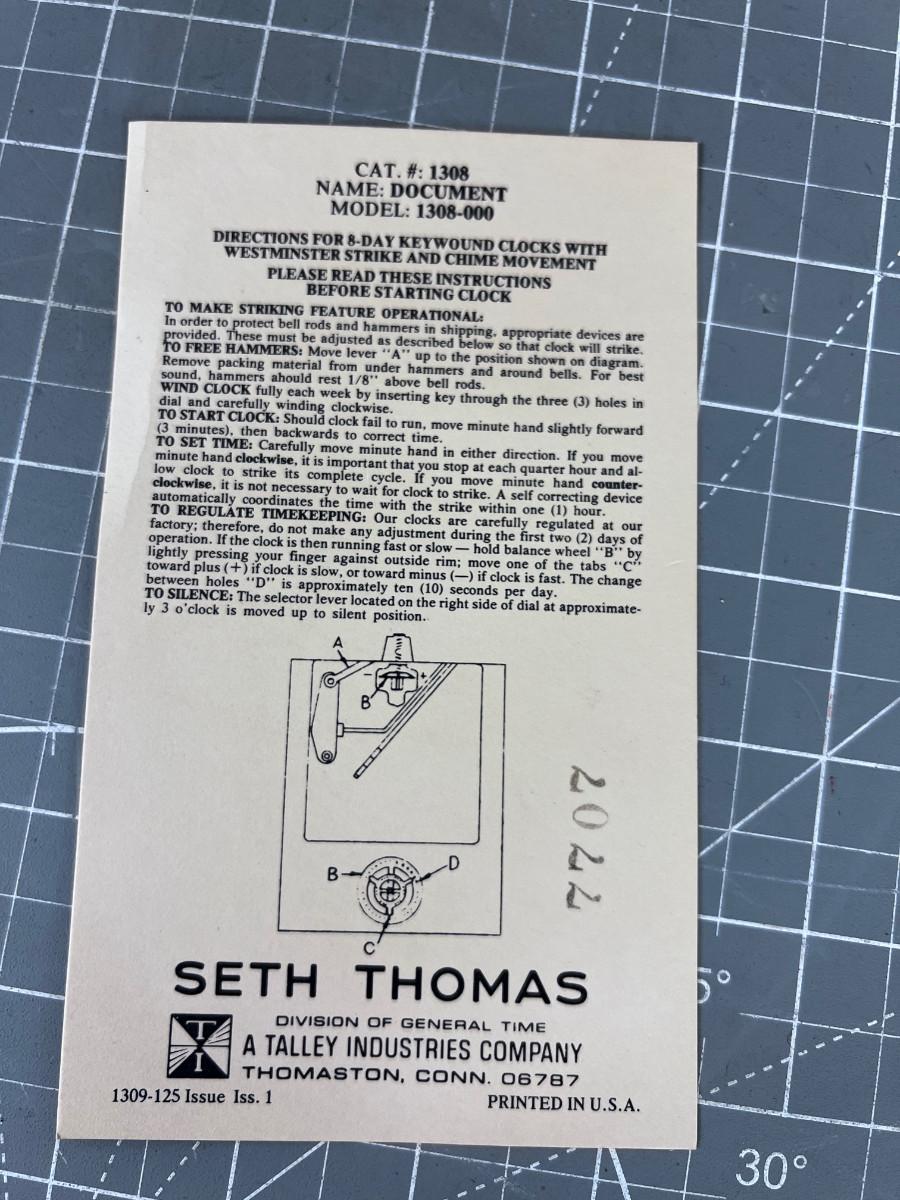 CAT. #: 1308
NAME: DOCUMENT
MODEL: 1308-000
DIRECTIONS FOR 8-DAY KEYWOUND CLOCKS WITH
WESTMINSTER STRIKE AND CHIME MOVEMENT
PLEASE READ THESE INSTRUCTIONS
BEFORE STARTING CLOCK
TO MAKE STRIKING FEATURE OPERATIONAL:
In order to protect bell rods and hammers in shipping, appropriate devices are
provided. These must be adjusted as described below so that clock will strike.
TO FREE HAMMERS: Move lever "A" up to the position shown on diagram.
Remove packing material from under hammers and around bells. For best
sound, hammers ahould rest 1/8" above bell rods.
WIND CLOCK fully each week by inserting key through the three (3) holes in
dial and carefully winding clockwise.
TO START CLOCK: Should clock fail to run, move minute hand slightly forward
(3 minutes), then backwards to correct time.
TO SET TIME: Carefully move minute hand in either direction. If you move
minute hand clockwise, it is important that you stop at each quarter hour and al-
low clock to strike its complete cycle. If you move minute hand counter-
clockwise, it is not necessary to wait for clock to strike. A self correcting device
automatically coordinates the time with the strike within one (1) hour.
TO REGULATE TIMEKEEPING: Our clocks are carefully regulated at our
factory; therefore, do not make any adjustment during the first two (2) days of
operation. If the clock is then running fast or slow — hold balance wheel "B" by
lightly pressing your finger against outside rim; move one of the tabs "C"
toward plus (+) if clock is slow, or toward minus (—) if clock is fast. The change
between holes "D" is approximately ten (10) seconds per day.
TO SILENCE: The selector lever located on the right side of dial at approximate-
ly 3 o'clock is moved up to silent position.
A
− +
B
B D
C
2022
SETH THOMAS
DIVISION OF GENERAL TIME
T I
A TALLEY INDUSTRIES COMPANY
THOMASTON, CONN. 06787
1309-125 Issue Iss. 1
PRINTED IN U.S.A.
5°
30°